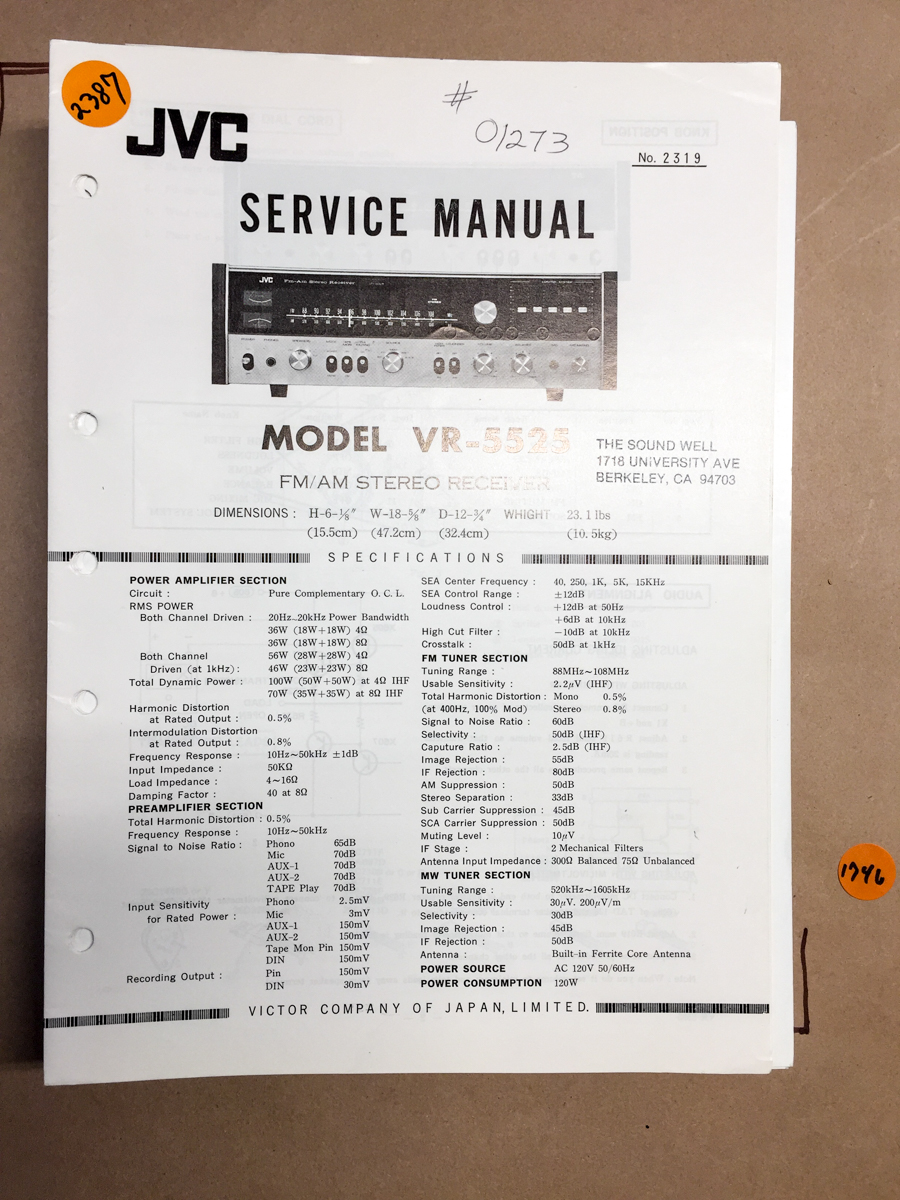 2387
JVC
#
01273
No. 2319
SERVICE MANUAL
JVC FM-AM Stereo Receiver
MODEL VR-5525
FM/AM STEREO RECEIVER
THE SOUND WELL
1718 UNIVERSITY AVE
BERKELEY, CA 94703
DIMENSIONS : H-6-⅛″ W-18-⅝″ D-12-¾″ WHIGHT 23.1 lbs
(15.5cm) (47.2cm) (32.4cm) (10.5kg)
SPECIFICATIONS
POWER AMPLIFIER SECTION
Circuit : Pure Complementary O. C. L.
RMS POWER
Both Channel Driven : 20Hz~20kHz Power Bandwidth
36W (18W+18W) 4Ω
36W (18W+18W) 8Ω
Both Channel 56W (28W+28W) 4Ω
Driven (at 1kHz) : 46W (23W+23W) 8Ω
Total Dynamic Power : 100W (50W+50W) at 4Ω IHF
70W (35W+35W) at 8Ω IHF
Harmonic Distortion
at Rated Output : 0.5%
Intermodulation Distortion
at Rated Output : 0.8%
Frequency Response : 10Hz~50kHz ±1dB
Input Impedance : 50KΩ
Load Impedance : 4~16Ω
Damping Factor : 40 at 8Ω
PREAMPLIFIER SECTION
Total Harmonic Distortion : 0.5%
Frequency Response : 10Hz~50kHz
Signal to Noise Ratio : Phono 65dB
Mic 70dB
AUX-1 70dB
AUX-2 70dB
TAPE Play 70dB
Input Sensitivity Phono 2.5mV
for Rated Power : Mic 3mV
AUX-1 150mV
AUX-2 150mV
Tape Mon Pin 150mV
DIN 150mV
Recording Output : Pin 150mV
DIN 30mV
SEA Center Frequency : 40, 250, 1K, 5K, 15KHz
SEA Control Range : ±12dB
Loudness Control : +12dB at 50Hz
+6dB at 10kHz
High Cut Filter : −10dB at 10kHz
Crosstalk : 50dB at 1kHz
FM TUNER SECTION
Tuning Range : 88MHz~108MHz
Usable Sensitivity : 2.2μV (IHF)
Total Harmonic Distortion : Mono 0.5%
(at 400Hz, 100% Mod) Stereo 0.8%
Signal to Noise Ratio : 60dB
Selectivity : 50dB (IHF)
Caputure Ratio : 2.5dB (IHF)
Image Rejection : 55dB
IF Rejection : 80dB
AM Suppression : 50dB
Stereo Separation : 33dB
Sub Carrier Suppression : 45dB
SCA Carrier Suppression : 50dB
Muting Level : 10μV
IF Stage : 2 Mechanical Filters
Antenna Input Impedance : 300Ω Balanced 75Ω Unbalanced
MW TUNER SECTION
Tuning Range : 520kHz~1605kHz
Usable Sensitivity : 30μV. 200μV/m
Selectivity : 30dB
Image Rejection : 45dB
IF Rejection : 50dB
Antenna : Built-in Ferrite Core Antenna
POWER SOURCE AC 120V 50/60Hz
POWER CONSUMPTION 120W
VICTOR COMPANY OF JAPAN, LIMITED.
1746